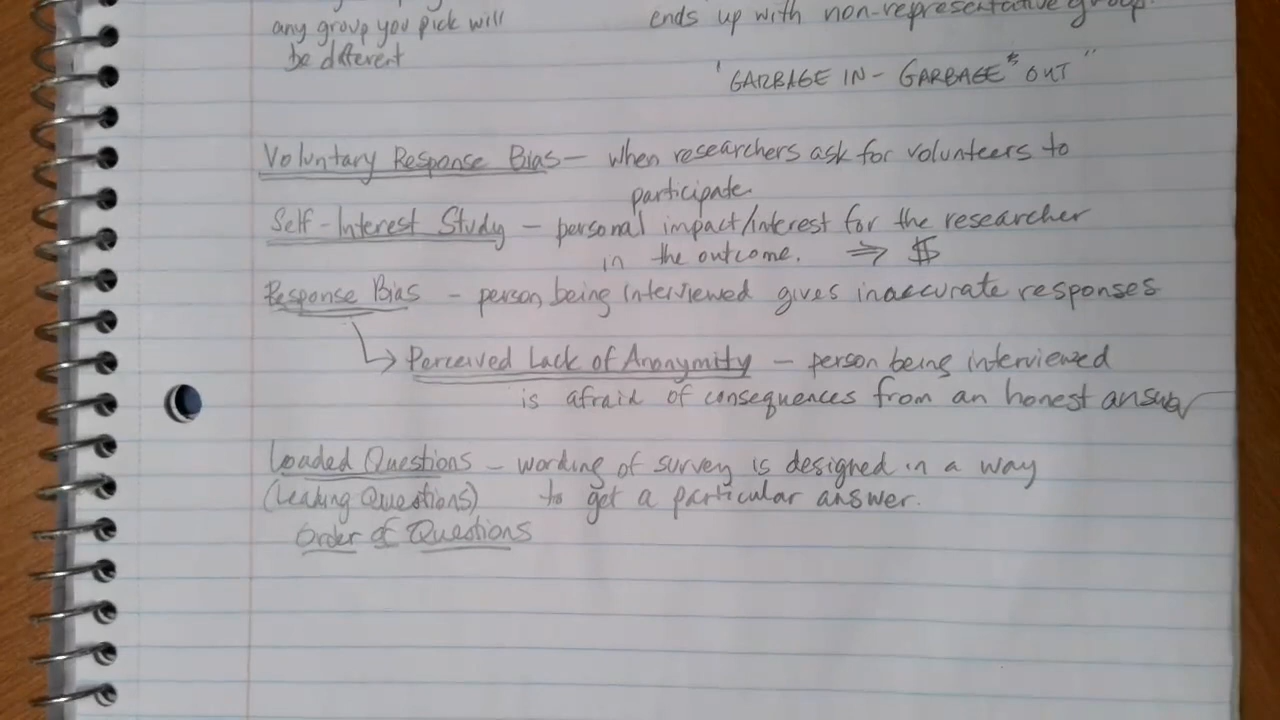 any group you pick will
be different
ends up with non-representative group.
'GARBAGE IN - GARBAGE* OUT"
Voluntary Response Bias - when researchers ask for volunteers to
participate.
Self-Interest Study - personal impact/interest for the researcher
in the outcome. ⇒ $
Response Bias - person being interviewed gives inaccurate responses
↳ Perceived Lack of Anonymity - person being interviewed
is afraid of consequences from an honest answer
Loaded Questions - wording of survey is designed in a way
(Leading Questions) to get a particular answer.
Order of Questions